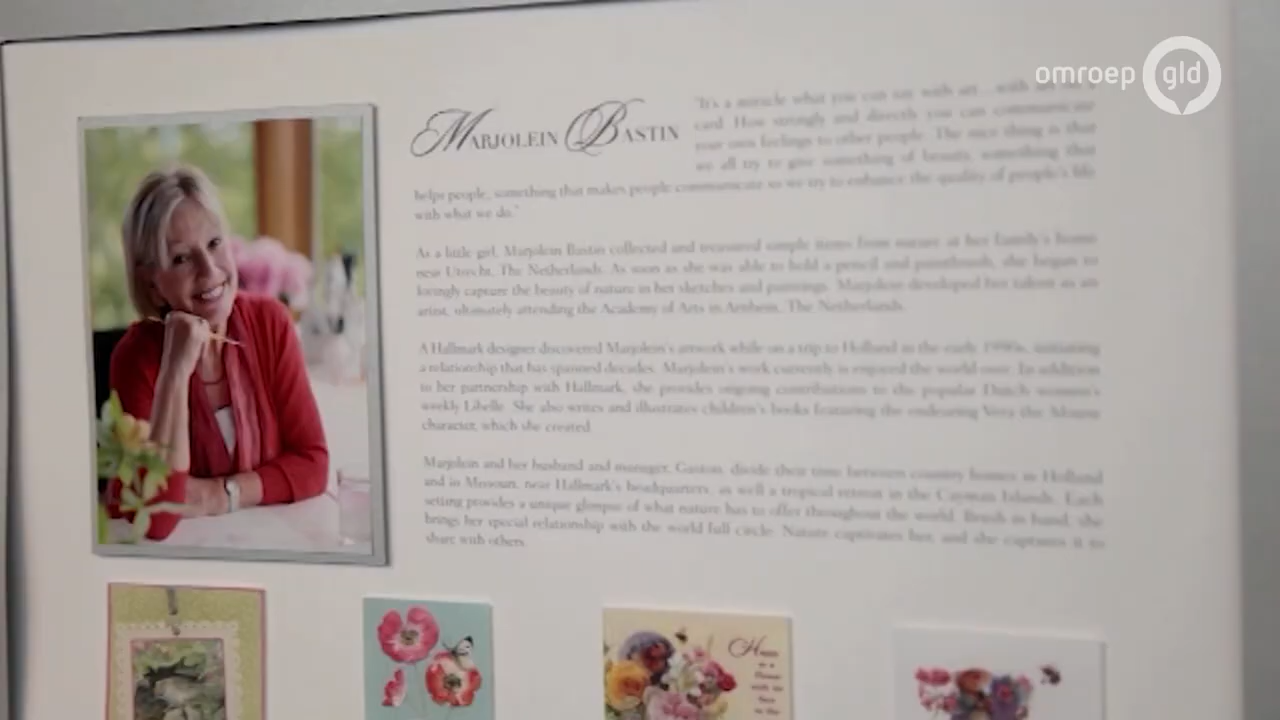 omroep gld
MARJOLEIN BASTIN
"It's a miracle what you can say with art... with art on a
card. How strongly and directly you can communicate
your own feelings to other people. The nice thing is that
we all try to give something of beauty, something that
helps people, something that makes people communicate so we try to enhance the quality of people's life
with what we do."
As a little girl, Marjolein Bastin collected and treasured simple items from nature at her family's home
near Utrecht, The Netherlands. As soon as she was able to hold a pencil and paintbrush, she began to
lovingly capture the beauty of nature in her sketches and paintings. Marjolein developed her talent as an
artist, ultimately attending the Academy of Arts in Arnhem, The Netherlands.
A Hallmark designer discovered Marjolein's artwork while on a trip to Holland in the early 1990s, initiating
a relationship that has spanned decades. Marjolein's work currently is enjoyed the world over. In addition
to her partnership with Hallmark, she provides ongoing contributions to the popular Dutch women's
weekly Libelle. She also writes and illustrates children's books featuring the endearing Vera the Mouse
character, which she created.
Marjolein and her husband and manager, Gaston, divide their time between country homes in Holland
and in Missouri, near Hallmark's headquarters, as well a tropical retreat in the Cayman Islands. Each
setting provides a unique glimpse of what nature has to offer throughout the world. Brush in hand, she
brings her special relationship with the world full circle. Nature captivates her, and she captures it to
share with others.